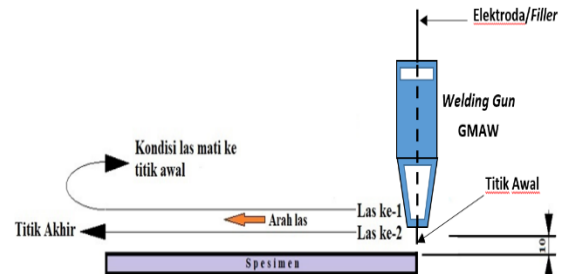 Elektroda/Filler
Welding Gun
GMAW
Kondisi las mati ke
titik awal
Titik Awal
Las ke-1
Arah las
Titik Akhir
Las ke-2
10
Spesimen